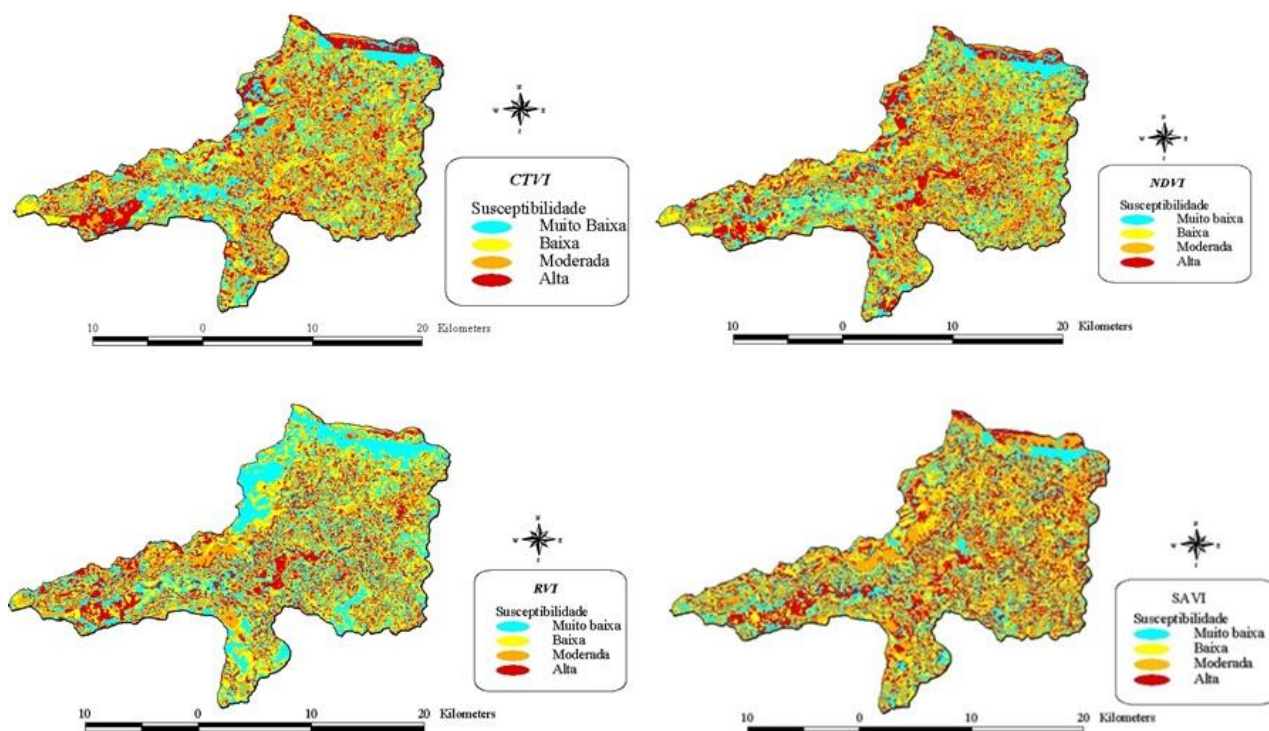 N
W E
S
CTVI
Susceptibilidade
Muito Baixa
Baixa
Moderada
Alta
10 0 10 20 Kilometers
N
W E
S
NDVI
Susceptibilidade
Muito baixa
Baixa
Moderada
Alta
10 0 10 20 Kilometers
N
W E
S
RVI
Susceptibilidade
Muito baixa
Baixa
Moderada
Alta
10 0 10 20 Kilometers
N
W E
S
SAVI
Susceptibilidade
Muito baixa
Baixa
Moderada
Alta
10 0 10 20 Kilometers